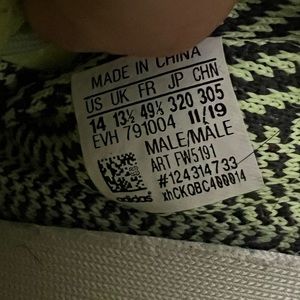 MADE IN CHINA
US UK FR JP CHN
14 13½ 49⅓ 320 305
EVH 791004 11/19
MALE/MALE
ART FW5191
#124314733
xhCKQBC400014
adidas